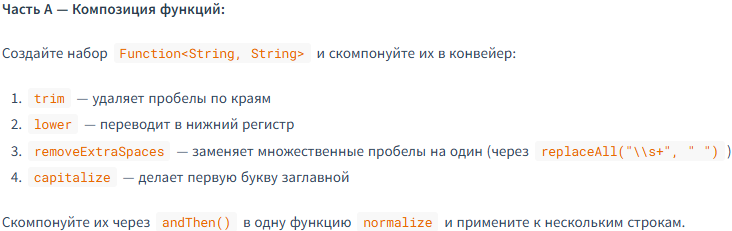 Часть A — Композиция функций:
Создайте набор Function<String, String> и скомпонуйте их в конвейер:
1. trim — удаляет пробелы по краям
2. lower — переводит в нижний регистр
3. removeExtraSpaces — заменяет множественные пробелы на один (через replaceAll("\\s+", " "))
4. capitalize — делает первую букву заглавной
Скомпонуйте их через andThen() в одну функцию normalize и примените к нескольким строкам.